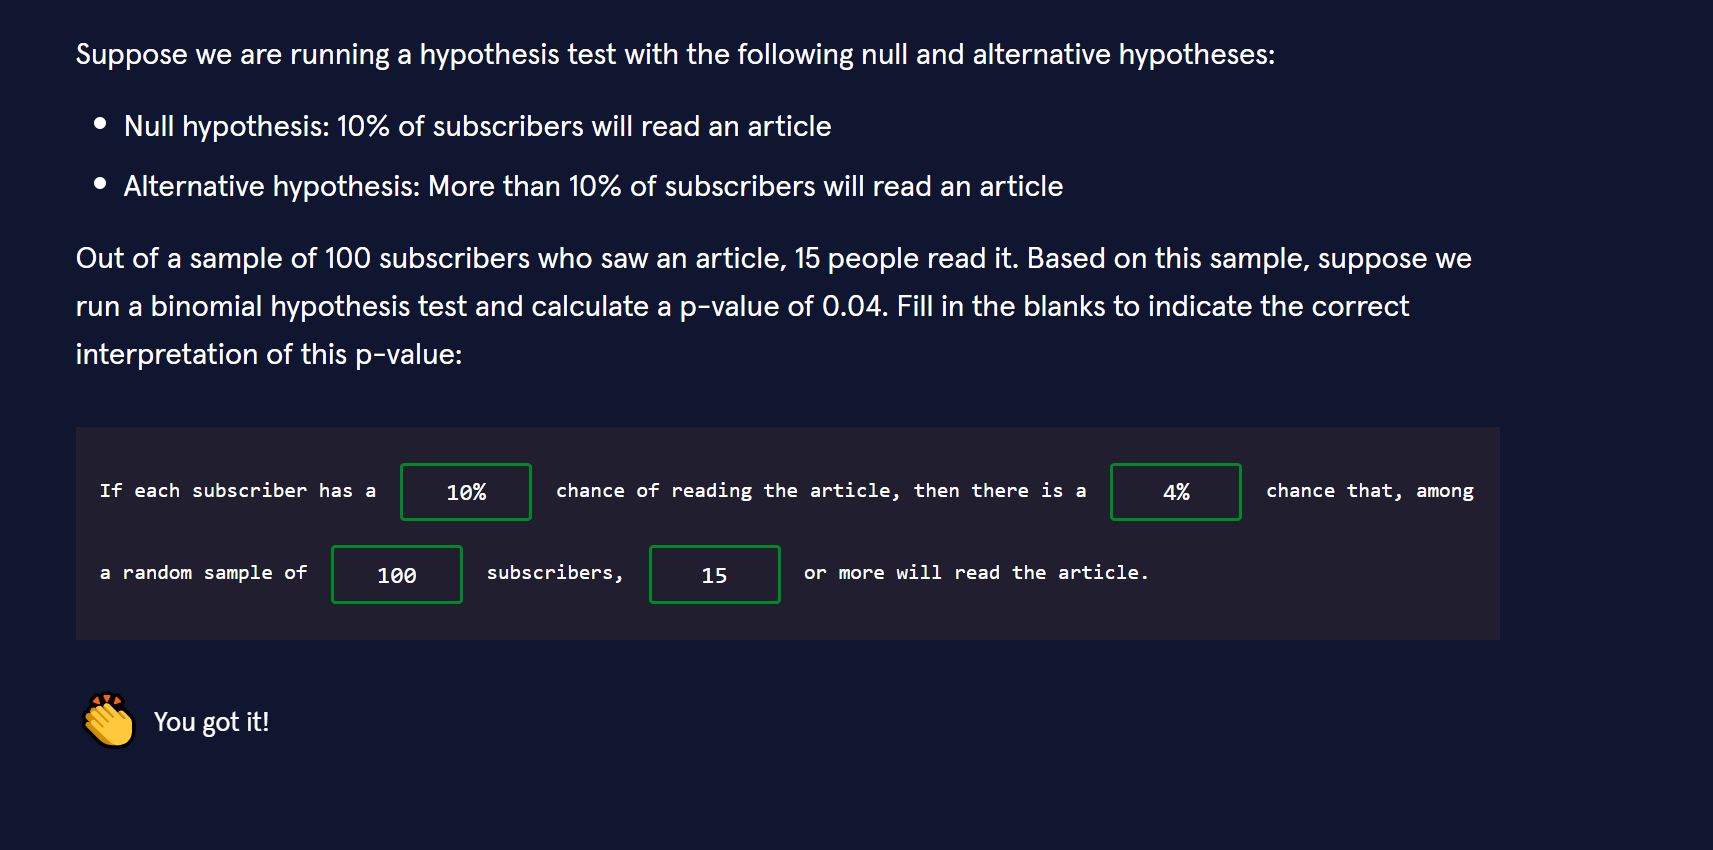 Suppose we are running a hypothesis test with the following null and alternative hypotheses:
• Null hypothesis: 10% of subscribers will read an article
• Alternative hypothesis: More than 10% of subscribers will read an article
Out of a sample of 100 subscribers who saw an article, 15 people read it. Based on this sample, suppose we
run a binomial hypothesis test and calculate a p-value of 0.04. Fill in the blanks to indicate the correct
interpretation of this p-value:
If each subscriber has a 10% chance of reading the article, then there is a 4% chance that, among
a random sample of 100 subscribers, 15 or more will read the article.
You got it!